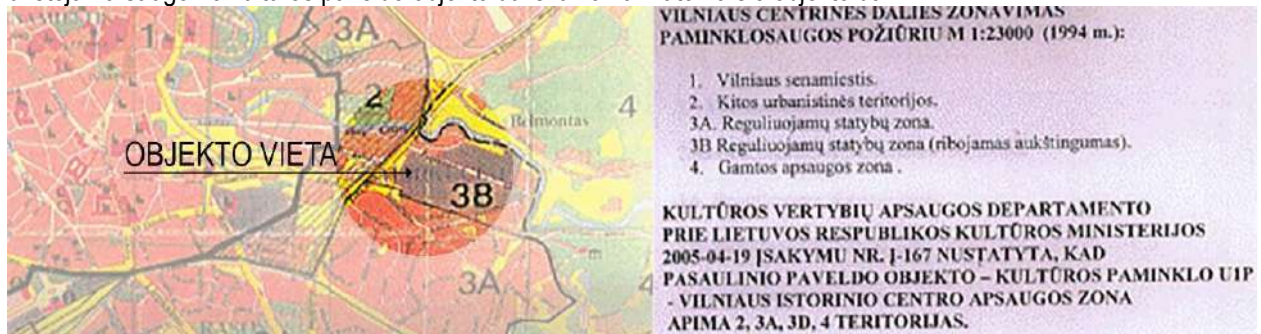 3A
1
2
4
Belmontas
OBJEKTO VIETA
3B
3A
4
VILNIAUS CENTRINĖS DALIES ZONAVIMAS
PAMINKLOSAUGOS POŽIŪRIU M 1:23000 (1994 m.):
1. Vilniaus senamiestis.
2. Kitos urbanistinės teritorijos.
3A. Reguliuojamų statybų zona.
3B Reguliuojamų statybų zona (ribojamas aukštingumas).
4. Gamtos apsaugos zona .
KULTŪROS VERTYBIŲ APSAUGOS DEPARTAMENTO
PRIE LIETUVOS RESPUBLIKOS KULTŪROS MINISTERIJOS
2005-04-19 ĮSAKYMU NR. Į-167 NUSTATYTA, KAD
PASAULINIO PAVELDO OBJEKTO – KULTŪROS PAMINKLO U1P
- VILNIAUS ISTORINIO CENTRO APSAUGOS ZONA
APIMA 2, 3A, 3D, 4 TERITORIJAS.